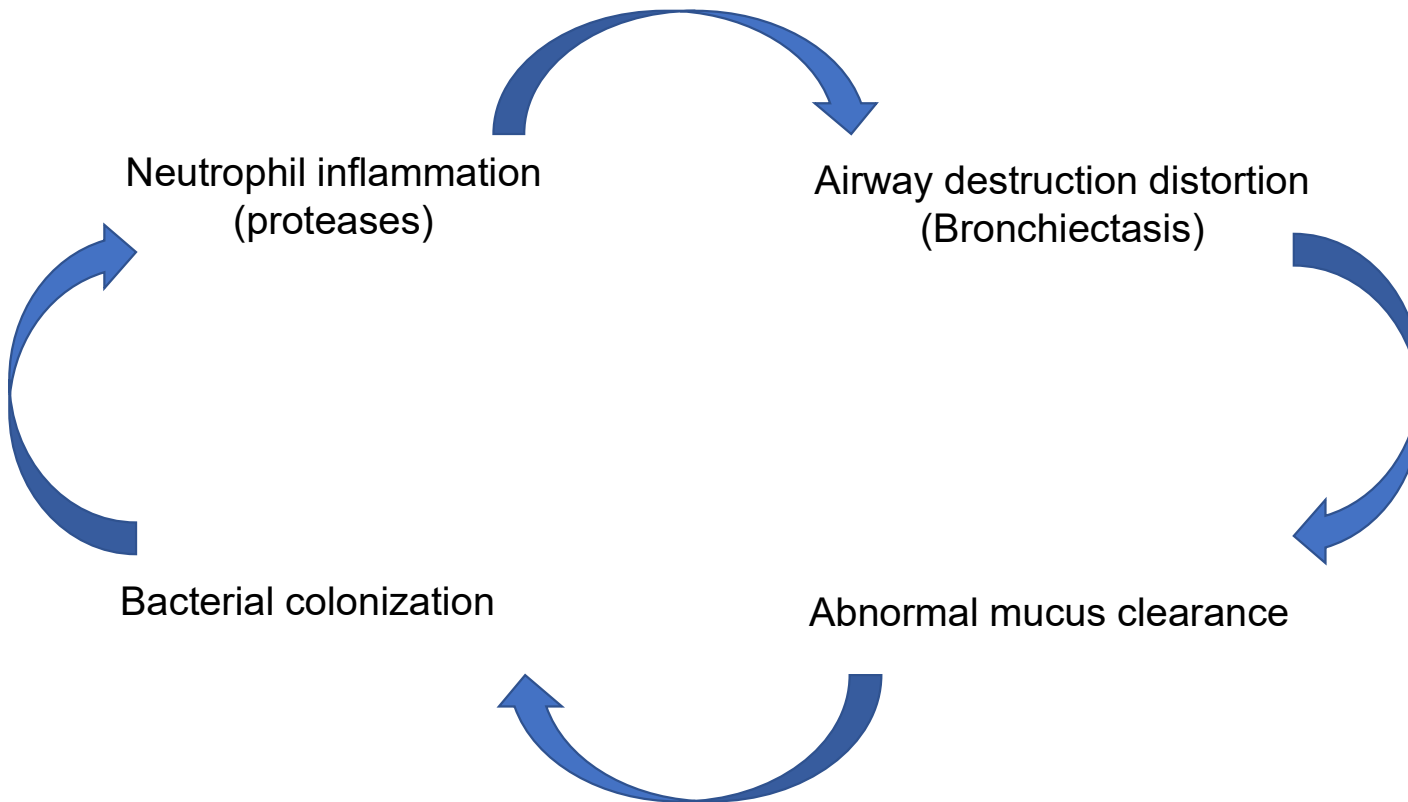 Neutrophil inflammation
(proteases)
Airway destruction distortion
(Bronchiectasis)
Bacterial colonization
Abnormal mucus clearance